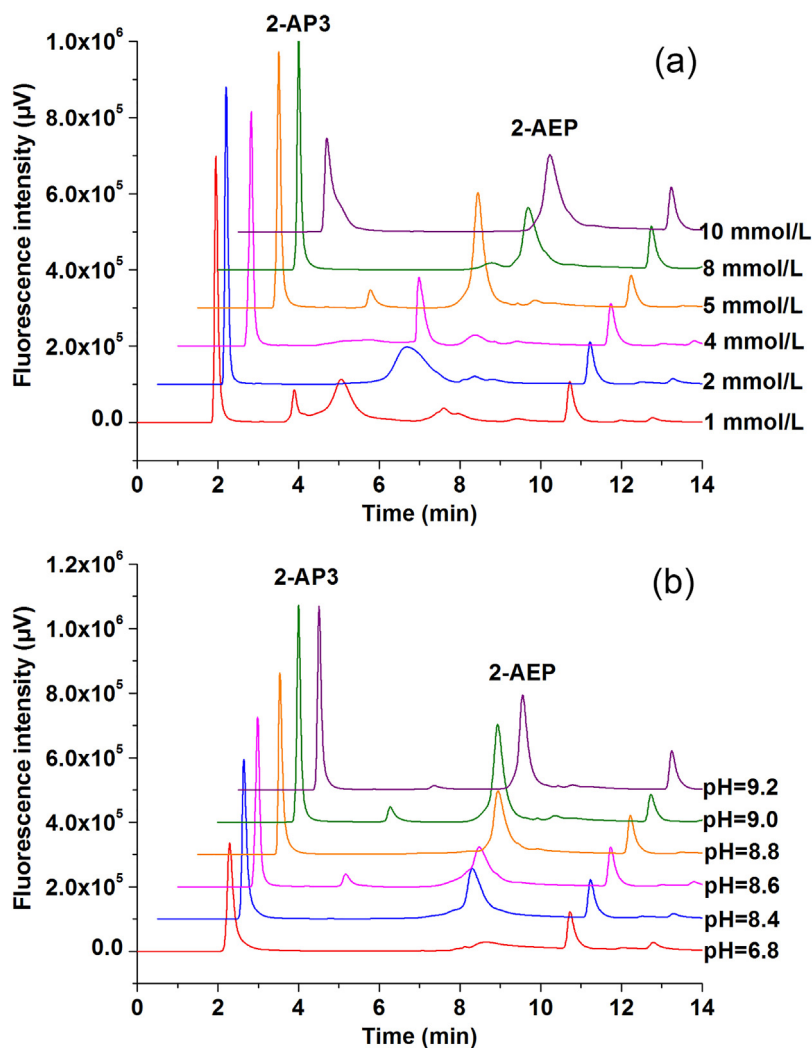 2-AP3
(a)
1.0x10⁶
8.0x10⁵
6.0x10⁵
4.0x10⁵
2.0x10⁵
0.0
Fluorescence intensity (µV)
2-AEP
10 mmol/L
8 mmol/L
5 mmol/L
4 mmol/L
2 mmol/L
1 mmol/L
0 2 4 6 8 10 12 14
Time (min)
(b)
1.2x10⁶
1.0x10⁶
8.0x10⁵
6.0x10⁵
4.0x10⁵
2.0x10⁵
0.0
Fluorescence intensity (µV)
2-AP3
2-AEP
pH=9.2
pH=9.0
pH=8.8
pH=8.6
pH=8.4
pH=6.8
0 2 4 6 8 10 12 14
Time (min)